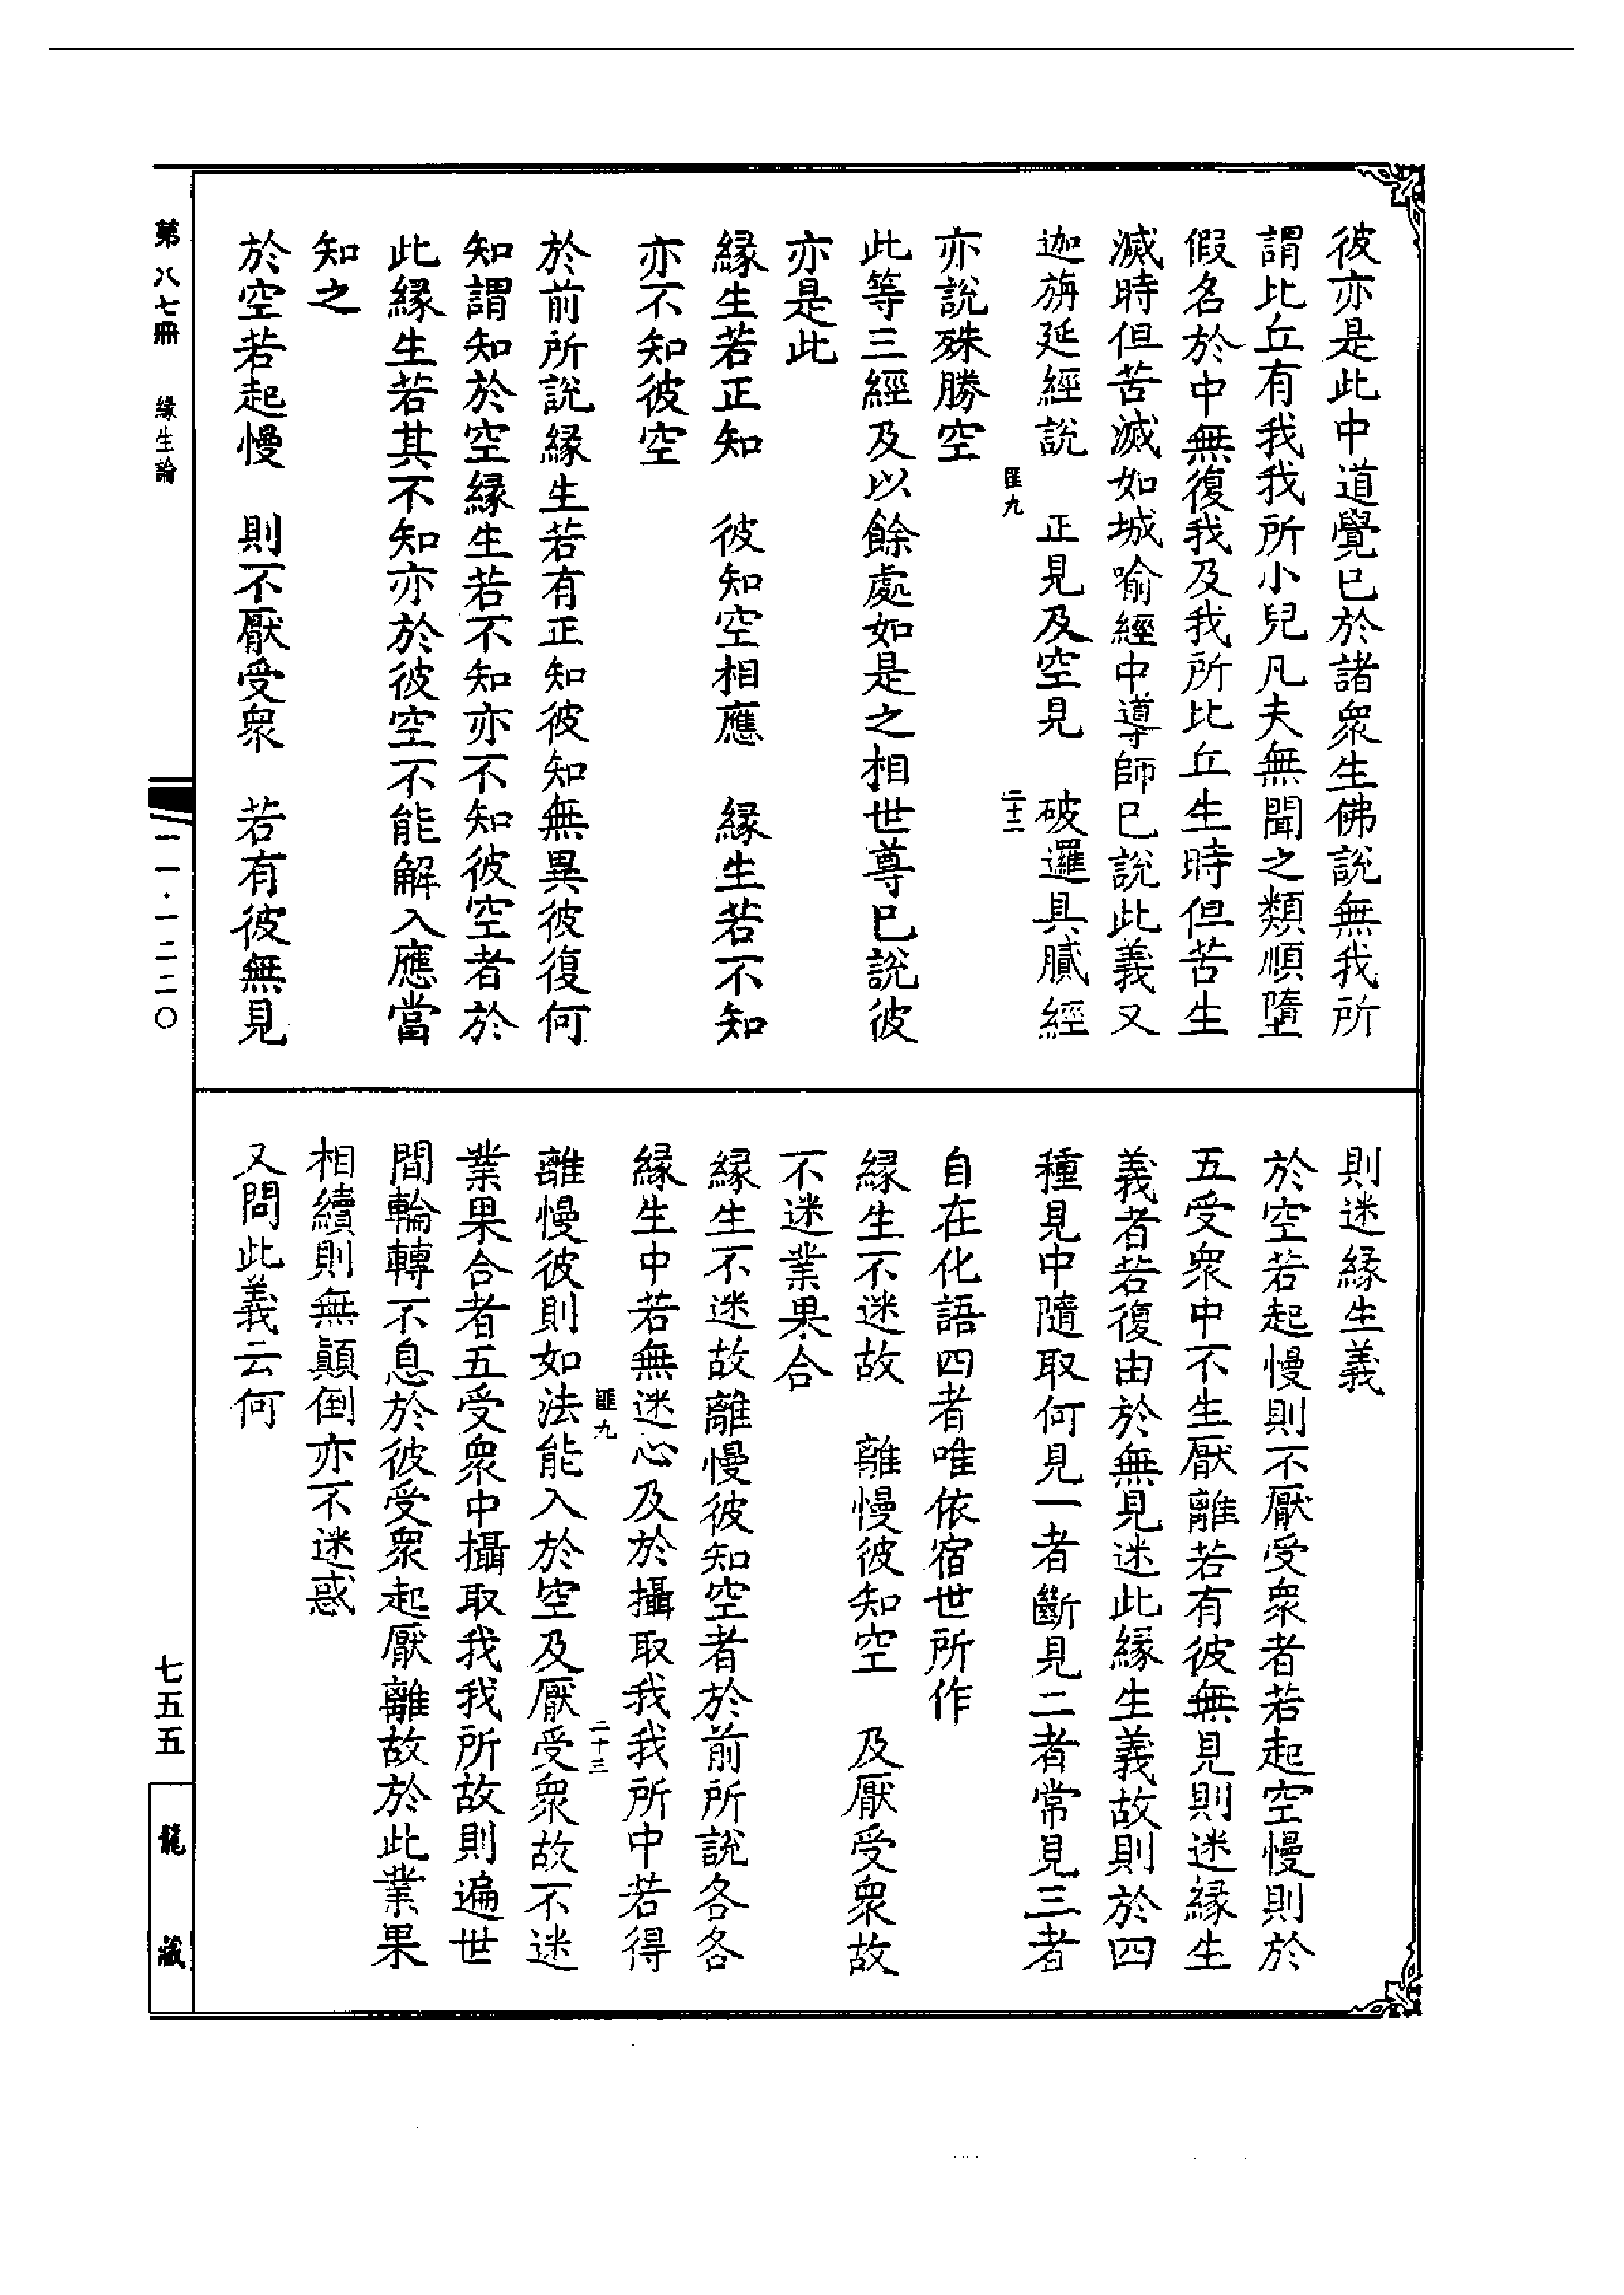 彼亦是此中道覺已於諸衆生佛説無我所
謂比丘有我我所小兒凡夫無聞之類順墮
假名於中無復我及我所比丘生時但苦生
滅時但苦滅如城喻經中導師已説此義又
迦旃延經説　正見及空見　破邏具膩經
匪九　二十二
亦説殊勝空
此等三經及以餘處如是之相世尊已説彼
亦是此
緣生若正知　彼知空相應　緣生若不知
亦不知彼空
於前所説緣生若有正知彼知無異彼復何
知謂知於空緣生若不知亦不知彼空者於
此緣生若其不知亦於彼空不能解入應當
知之
於空若起慢　則不厭受衆　若有彼無見
則迷緣生義
於空若起慢則不厭受衆者若起空慢則於
五受衆中不生厭離若有彼無見則迷緣生
義者若復由於無見迷此緣生義故則於四
種見中隨取何見一者斷見二者常見三者
自在化語四者唯依宿世所作
緣生不迷故　離慢彼知空　及厭受衆故
不迷業果合
緣生不迷故離慢彼知空者於前所説各各
緣生中若無迷心及於攝取我我所中若得
匪九　二十三
離慢彼則如法能入於空及厭受衆故不迷
業果合者五受衆中攝取我我所故則遍世
間輪轉不息於彼受衆起厭離故於此業果
相續則無顛倒亦不迷惑
又問此義云何
第八七冊　緣生論
二一·一二二〇
七五五
龍藏